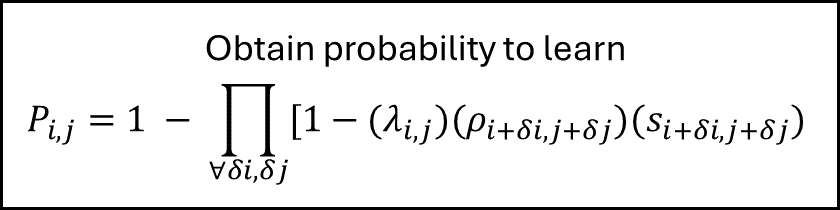 Obtain probability to learn
P_{i,j} = 1 − ∏_{∀δi,δj} [1 − (λ_{i,j})(ρ_{i+δi,j+δj})(s_{i+δi,j+δj})